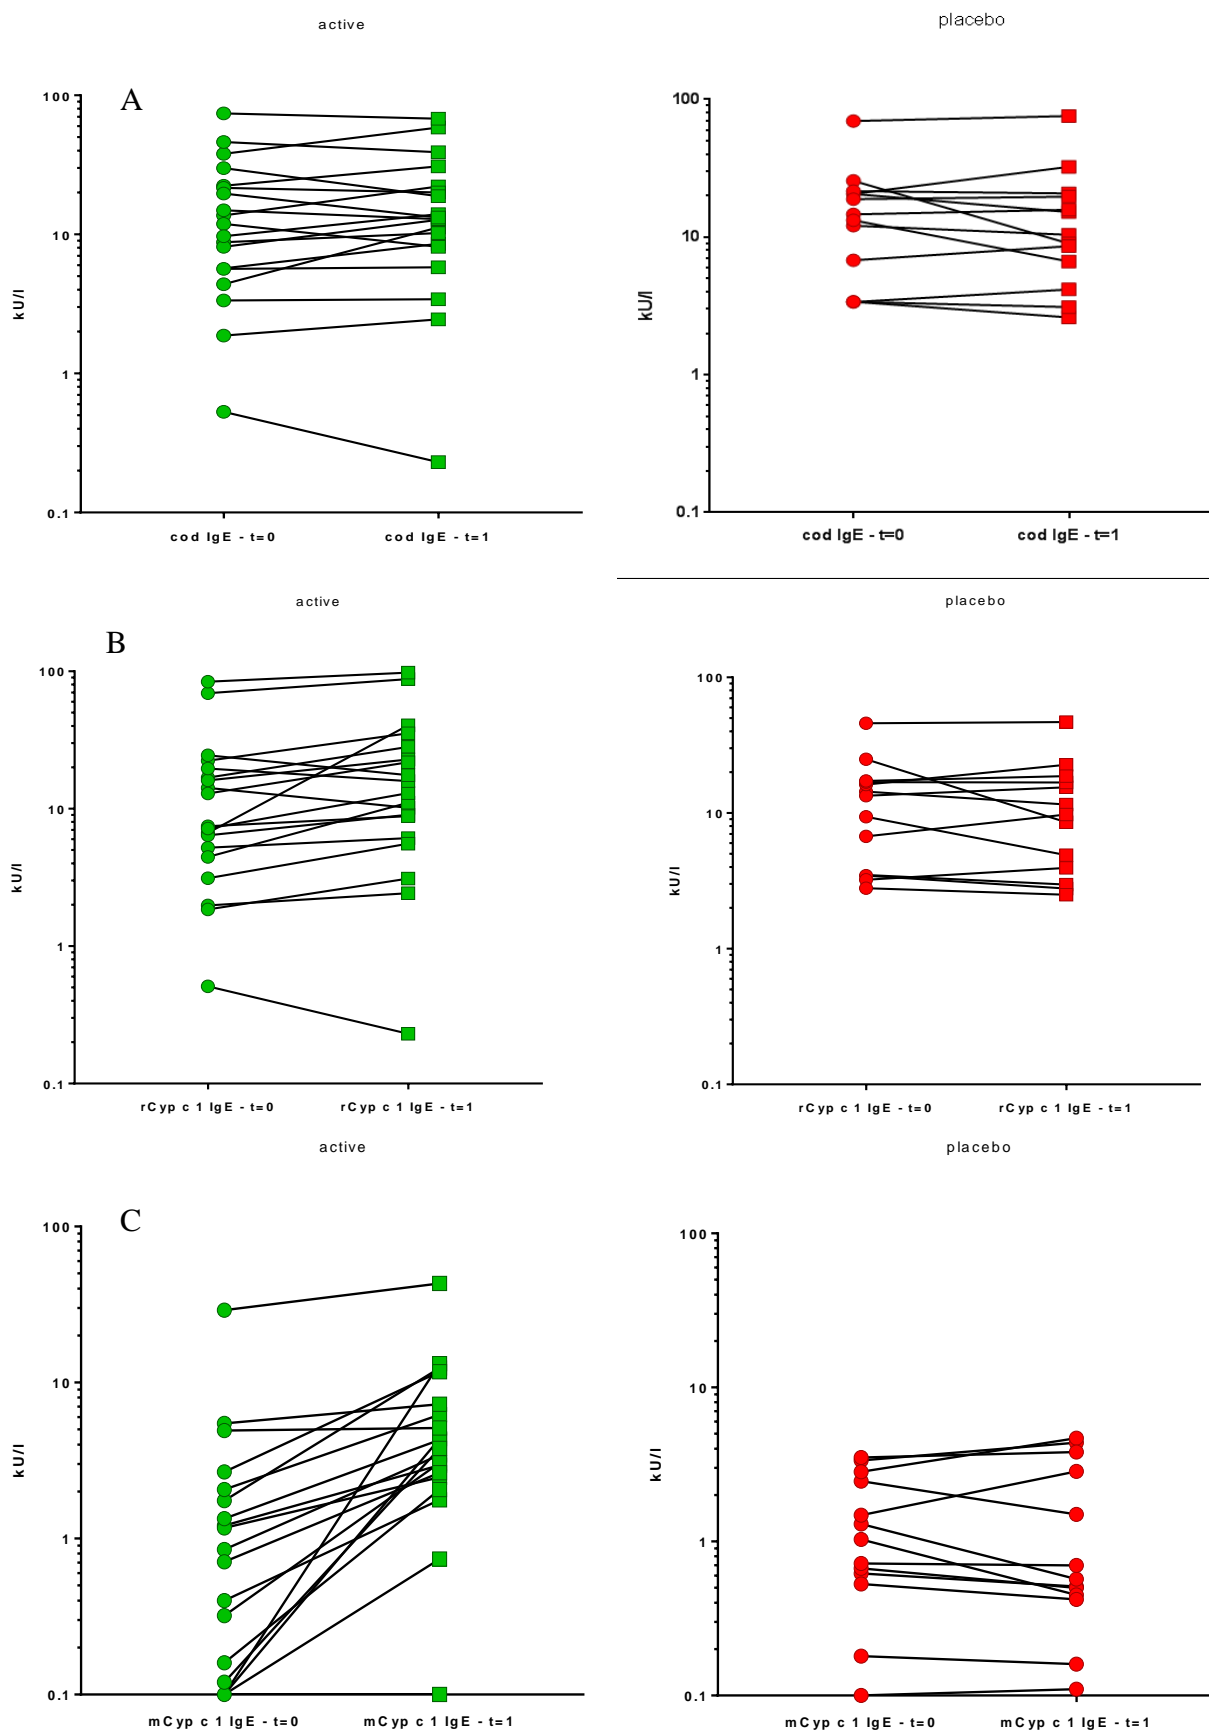 active
placebo
A
100
10
1
0.1
kU/l
cod IgE - t=0
cod IgE - t=1
100
10
1
0.1
kU/l
cod IgE - t=0
cod IgE - t=1
active
placebo
B
100
10
1
0.1
kU/l
rCyp c 1 IgE - t=0
rCyp c 1 IgE - t=1
100
10
1
0.1
kU/l
rCyp c 1 IgE - t=0
rCyp c 1 IgE - t=1
active
placebo
C
100
10
1
0.1
kU/l
mCyp c 1 IgE - t=0
mCyp c 1 IgE - t=1
100
10
1
0.1
kU/l
mCyp c 1 IgE - t=0
mCyp c 1 IgE - t=1